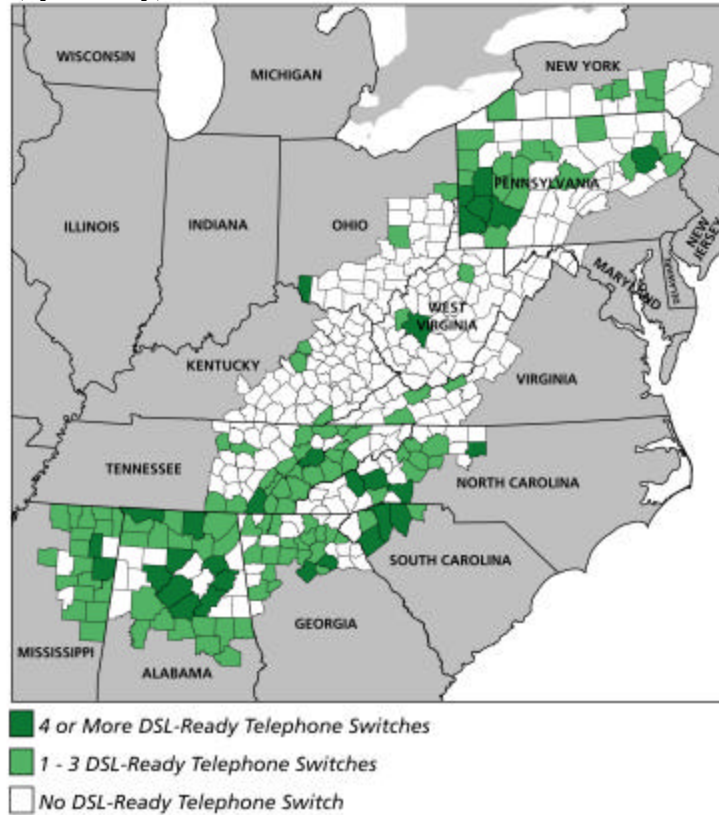 WISCONSIN
MICHIGAN
NEW YORK
PENNSYLVANIA
ILLINOIS
INDIANA
OHIO
NEW
JERSEY
MARYLAND
DELAWARE
WEST
VIRGINIA
KENTUCKY
VIRGINIA
TENNESSEE
NORTH CAROLINA
SOUTH CAROLINA
GEORGIA
MISSISSIPPI
ALABAMA
4 or More DSL-Ready Telephone Switches
1 - 3 DSL-Ready Telephone Switches
No DSL-Ready Telephone Switch